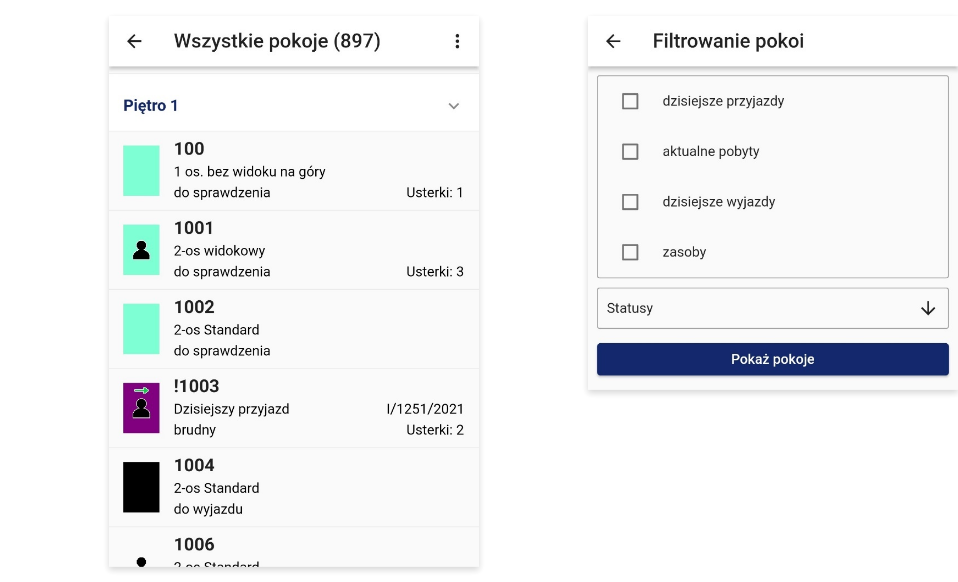 Wszystkie pokoje (897)
Piętro 1
100
1 os. bez widoku na góry
do sprawdzenia Usterki: 1
1001
2-os widokowy
do sprawdzenia Usterki: 3
1002
2-os Standard
do sprawdzenia
!1003
Dzisiejszy przyjazd I/1251/2021
brudny Usterki: 2
1004
2-os Standard
do wyjazdu
1006
2-os Standard
Filtrowanie pokoi
dzisiejsze przyjazdy
aktualne pobyty
dzisiejsze wyjazdy
zasoby
Statusy
Pokaż pokoje